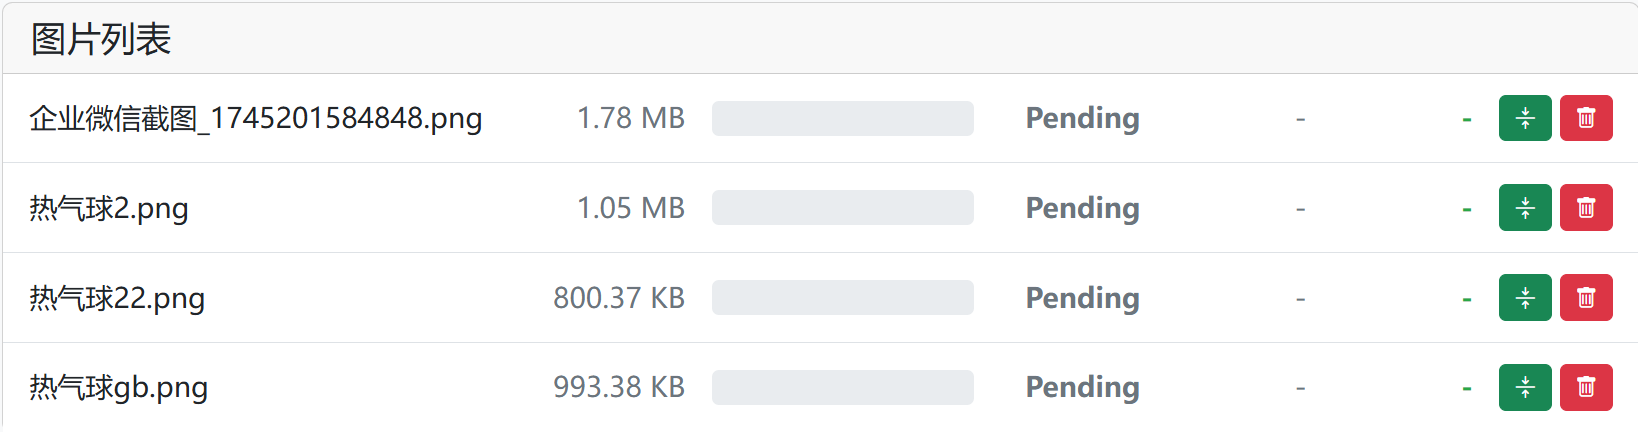 图片列表
企业微信截图_1745201584848.png 1.78 MB Pending - -
热气球2.png 1.05 MB Pending - -
热气球22.png 800.37 KB Pending - -
热气球gb.png 993.38 KB Pending - -